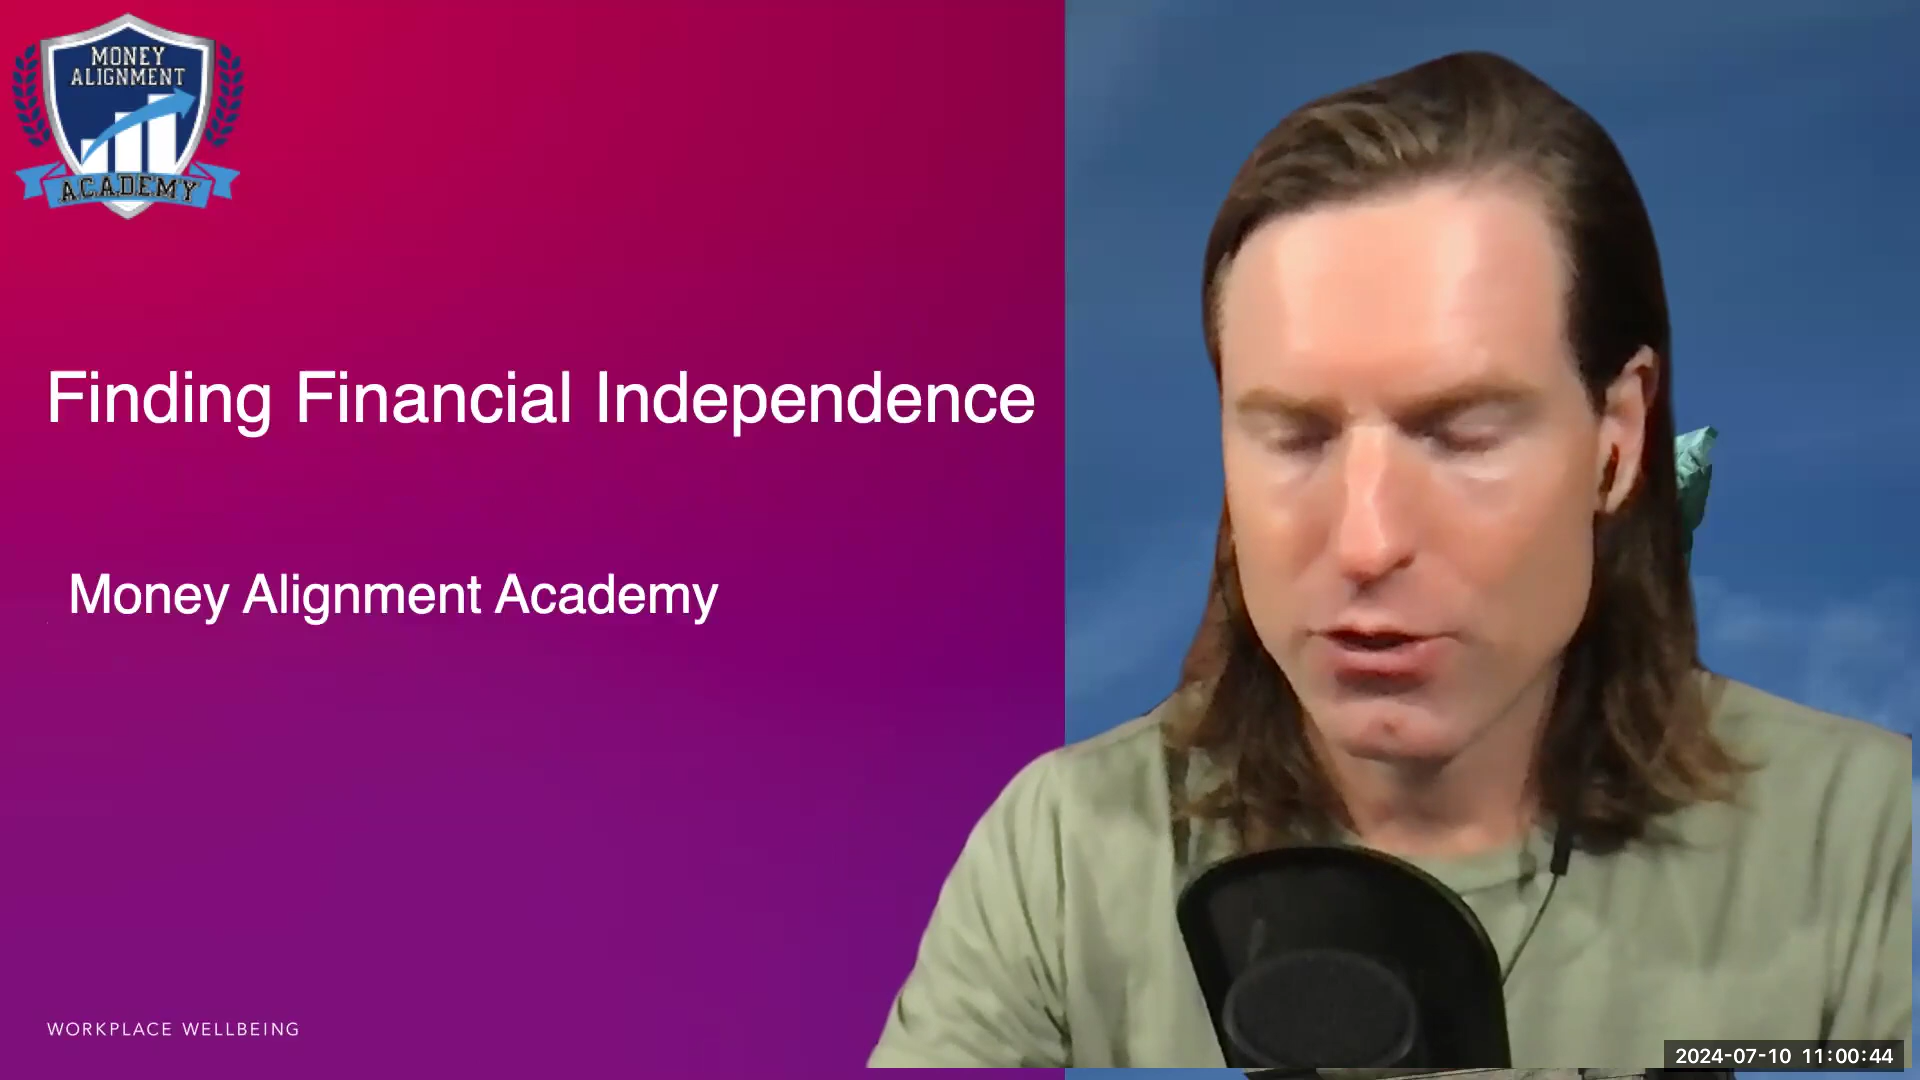 MONEY
ALIGNMENT
ACADEMY
Finding Financial Independence
Money Alignment Academy
WORKPLACE WELLBEING
2024-07-10 11:00:44